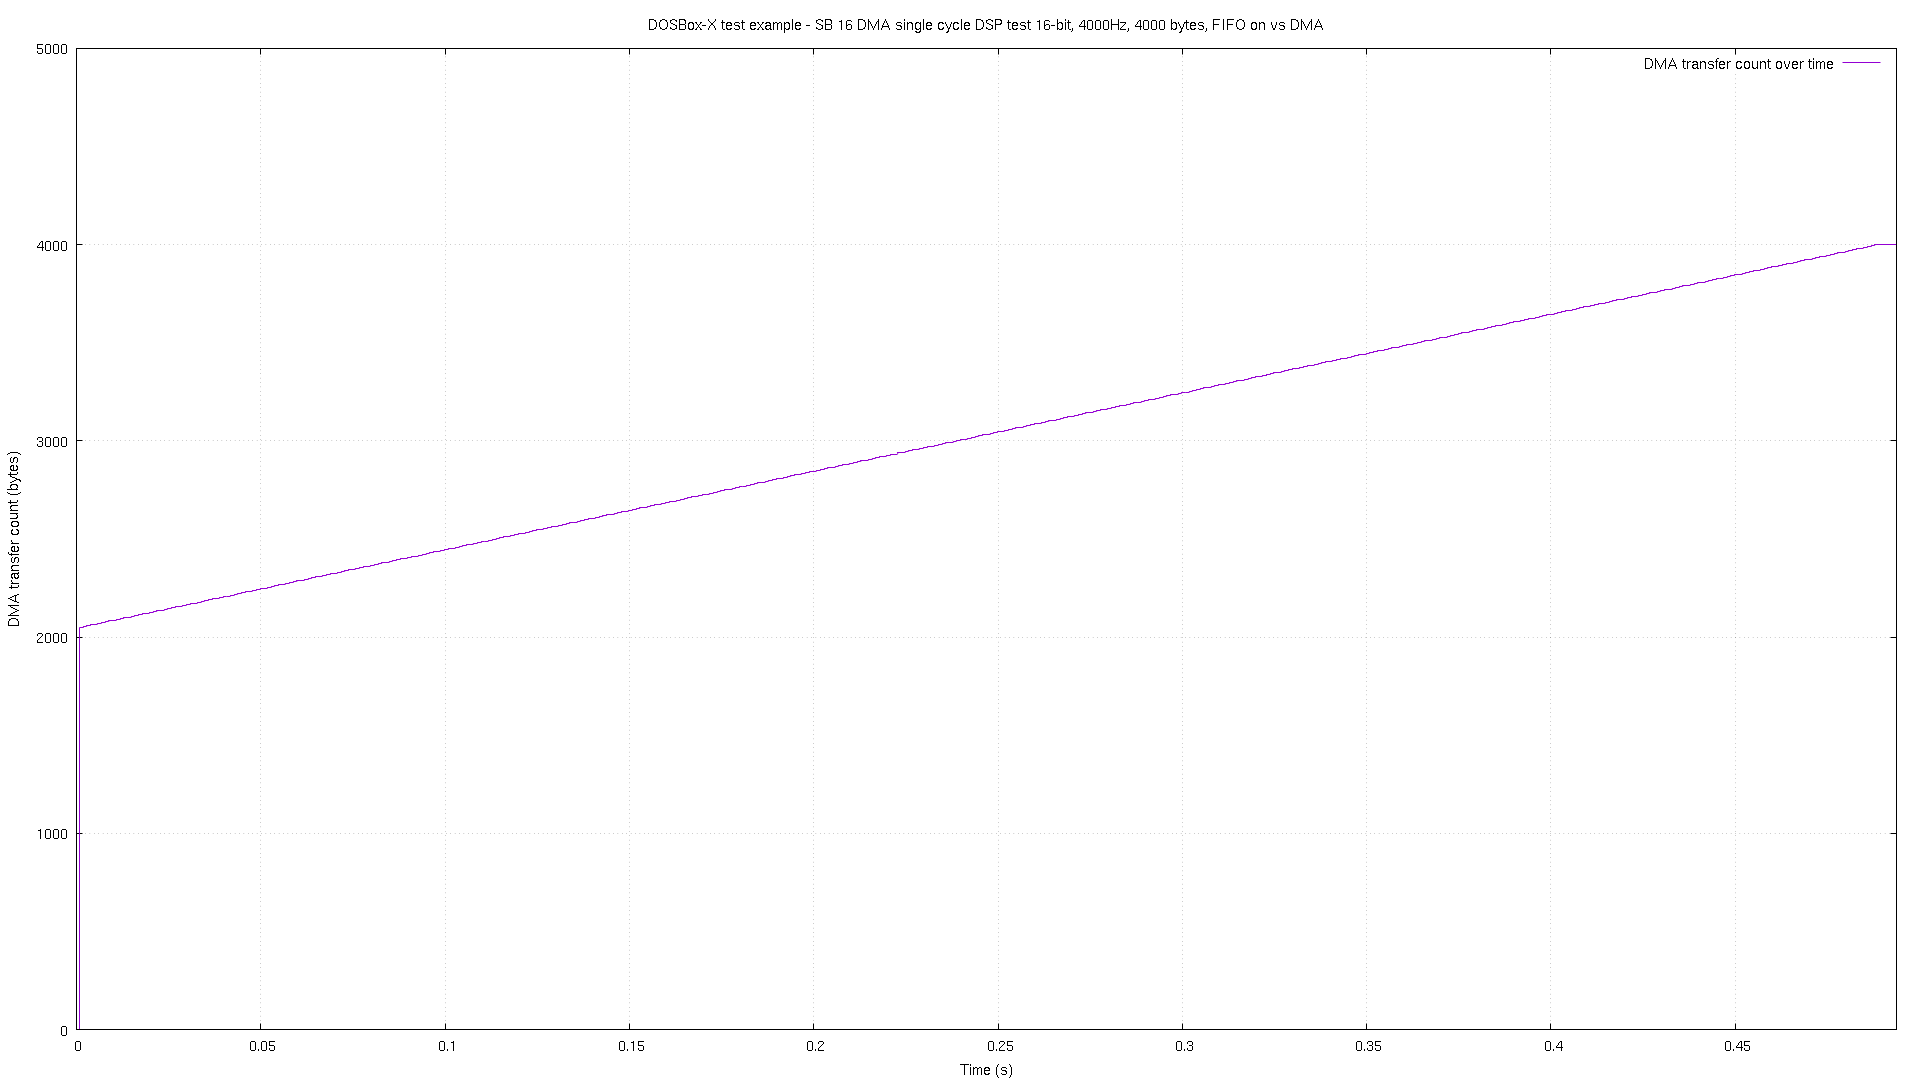 DOSBox-X test example - SB 16 DMA single cycle DSP test 16-bit, 4000Hz, 4000 bytes, FIFO on vs DMA
DMA transfer count over time
5000
4000
3000
2000
1000
0
DMA transfer count (bytes)
0 0.05 0.1 0.15 0.2 0.25 0.3 0.35 0.4 0.45
Time (s)